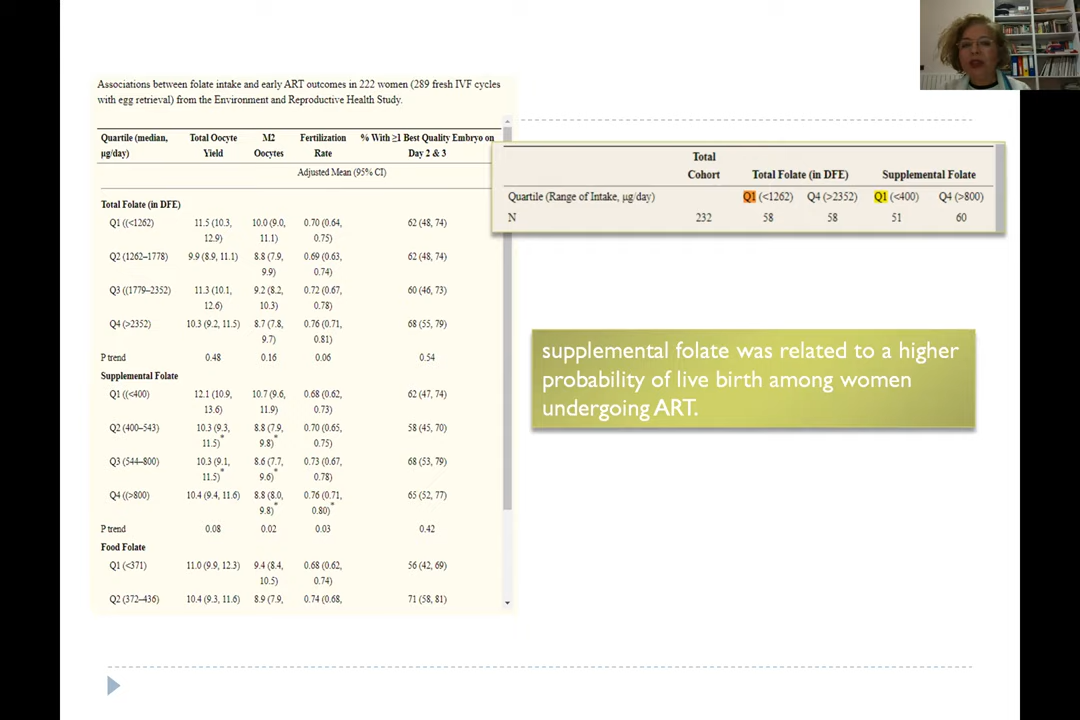 Associations between folate intake and early ART outcomes in 222 women (289 fresh IVF cycles
with egg retrieval) from the Environment and Reproductive Health Study.
Quartile (median, Total Oocyte M2 Fertilization % With ≥1 Best Quality Embryo on
µg/day) Yield Oocytes Rate Day 2 & 3
Adjusted Mean (95% CI)
Total Folate (in DFE)
Q1 ((<1262) 11.5 (10.3, 10.0 (9.0, 0.70 (0.64, 62 (48, 74)
12.9) 11.1) 0.75)
Q2 (1262–1778) 9.9 (8.9, 11.1) 8.8 (7.9, 0.69 (0.63, 62 (48, 74)
9.9) 0.74)
Q3 ((1779–2352) 11.3 (10.1, 9.2 (8.2, 0.72 (0.67, 60 (46, 73)
12.6) 10.3) 0.78)
Q4 (>2352) 10.3 (9.2, 11.5) 8.7 (7.8, 0.76 (0.71, 68 (55, 79)
9.7) 0.81)
P trend 0.48 0.16 0.06 0.54
Supplemental Folate
Q1 ((<400) 12.1 (10.9, 10.7 (9.6, 0.68 (0.62, 62 (47, 74)
13.6) 11.9) 0.73)
Q2 (400–543) 10.3 (9.3, 8.8 (7.9, 0.70 (0.65, 58 (45, 70)
11.5)* 9.8)* 0.75)
Q3 (544–800) 10.3 (9.1, 8.6 (7.7, 0.73 (0.67, 68 (53, 79)
11.5)* 9.6)* 0.78)
Q4 ((>800) 10.4 (9.4, 11.6) 8.8 (8.0, 0.76 (0.71, 65 (52, 77)
9.8)* 0.80)*
P trend 0.08 0.02 0.03 0.42
Food Folate
Q1 (<371) 11.0 (9.9, 12.3) 9.4 (8.4, 0.68 (0.62, 56 (42, 69)
10.5) 0.74)
Q2 (372–436) 10.4 (9.3, 11.6) 8.9 (7.9, 0.74 (0.68, 71 (58, 81)
Total
Cohort Total Folate (in DFE) Supplemental Folate
Quartile (Range of Intake, µg/day) Q1 (<1262) Q4 (>2352) Q1 (<400) Q4 (>800)
N 232 58 58 51 60
supplemental folate was related to a higher
probability of live birth among women
undergoing ART.